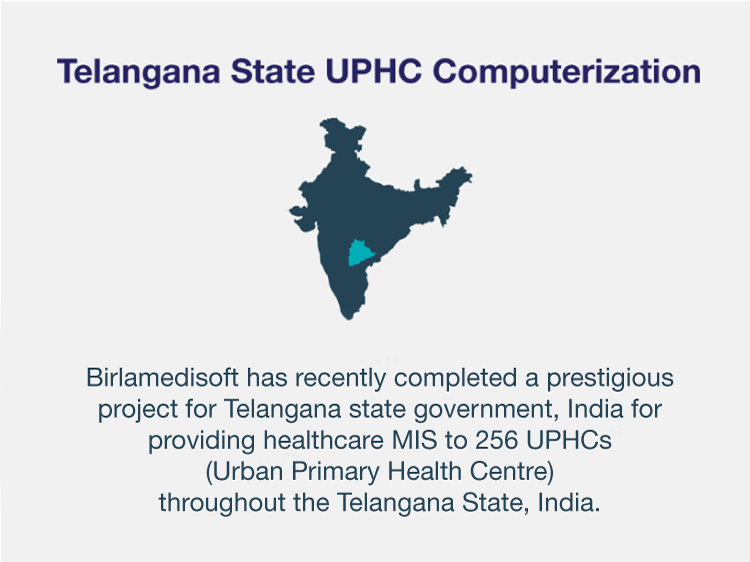 Telangana State UPHC Computerization
Birlamedisoft has recently completed a prestigious
project for Telangana state government, India for
providing healthcare MIS to 256 UPHCs
(Urban Primary Health Centre)
throughout the Telangana State, India.